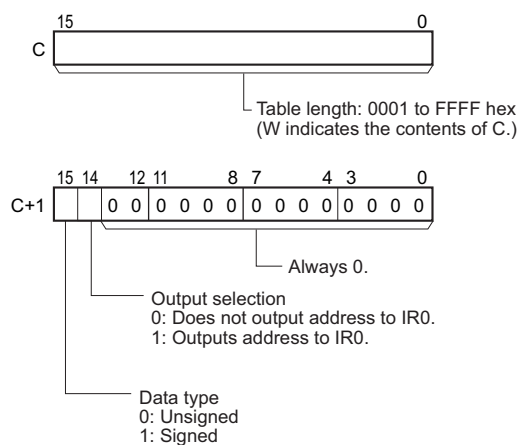 15 0
C
Table length: 0001 to FFFF hex
(W indicates the contents of C.)
15 14 12 11 8 7 4 3 0
C+1 0 0 0 0 0 0 0 0 0 0 0 0 0 0
Always 0.
Output selection
0: Does not output address to IR0.
1: Outputs address to IR0.
Data type
0: Unsigned
1: Signed